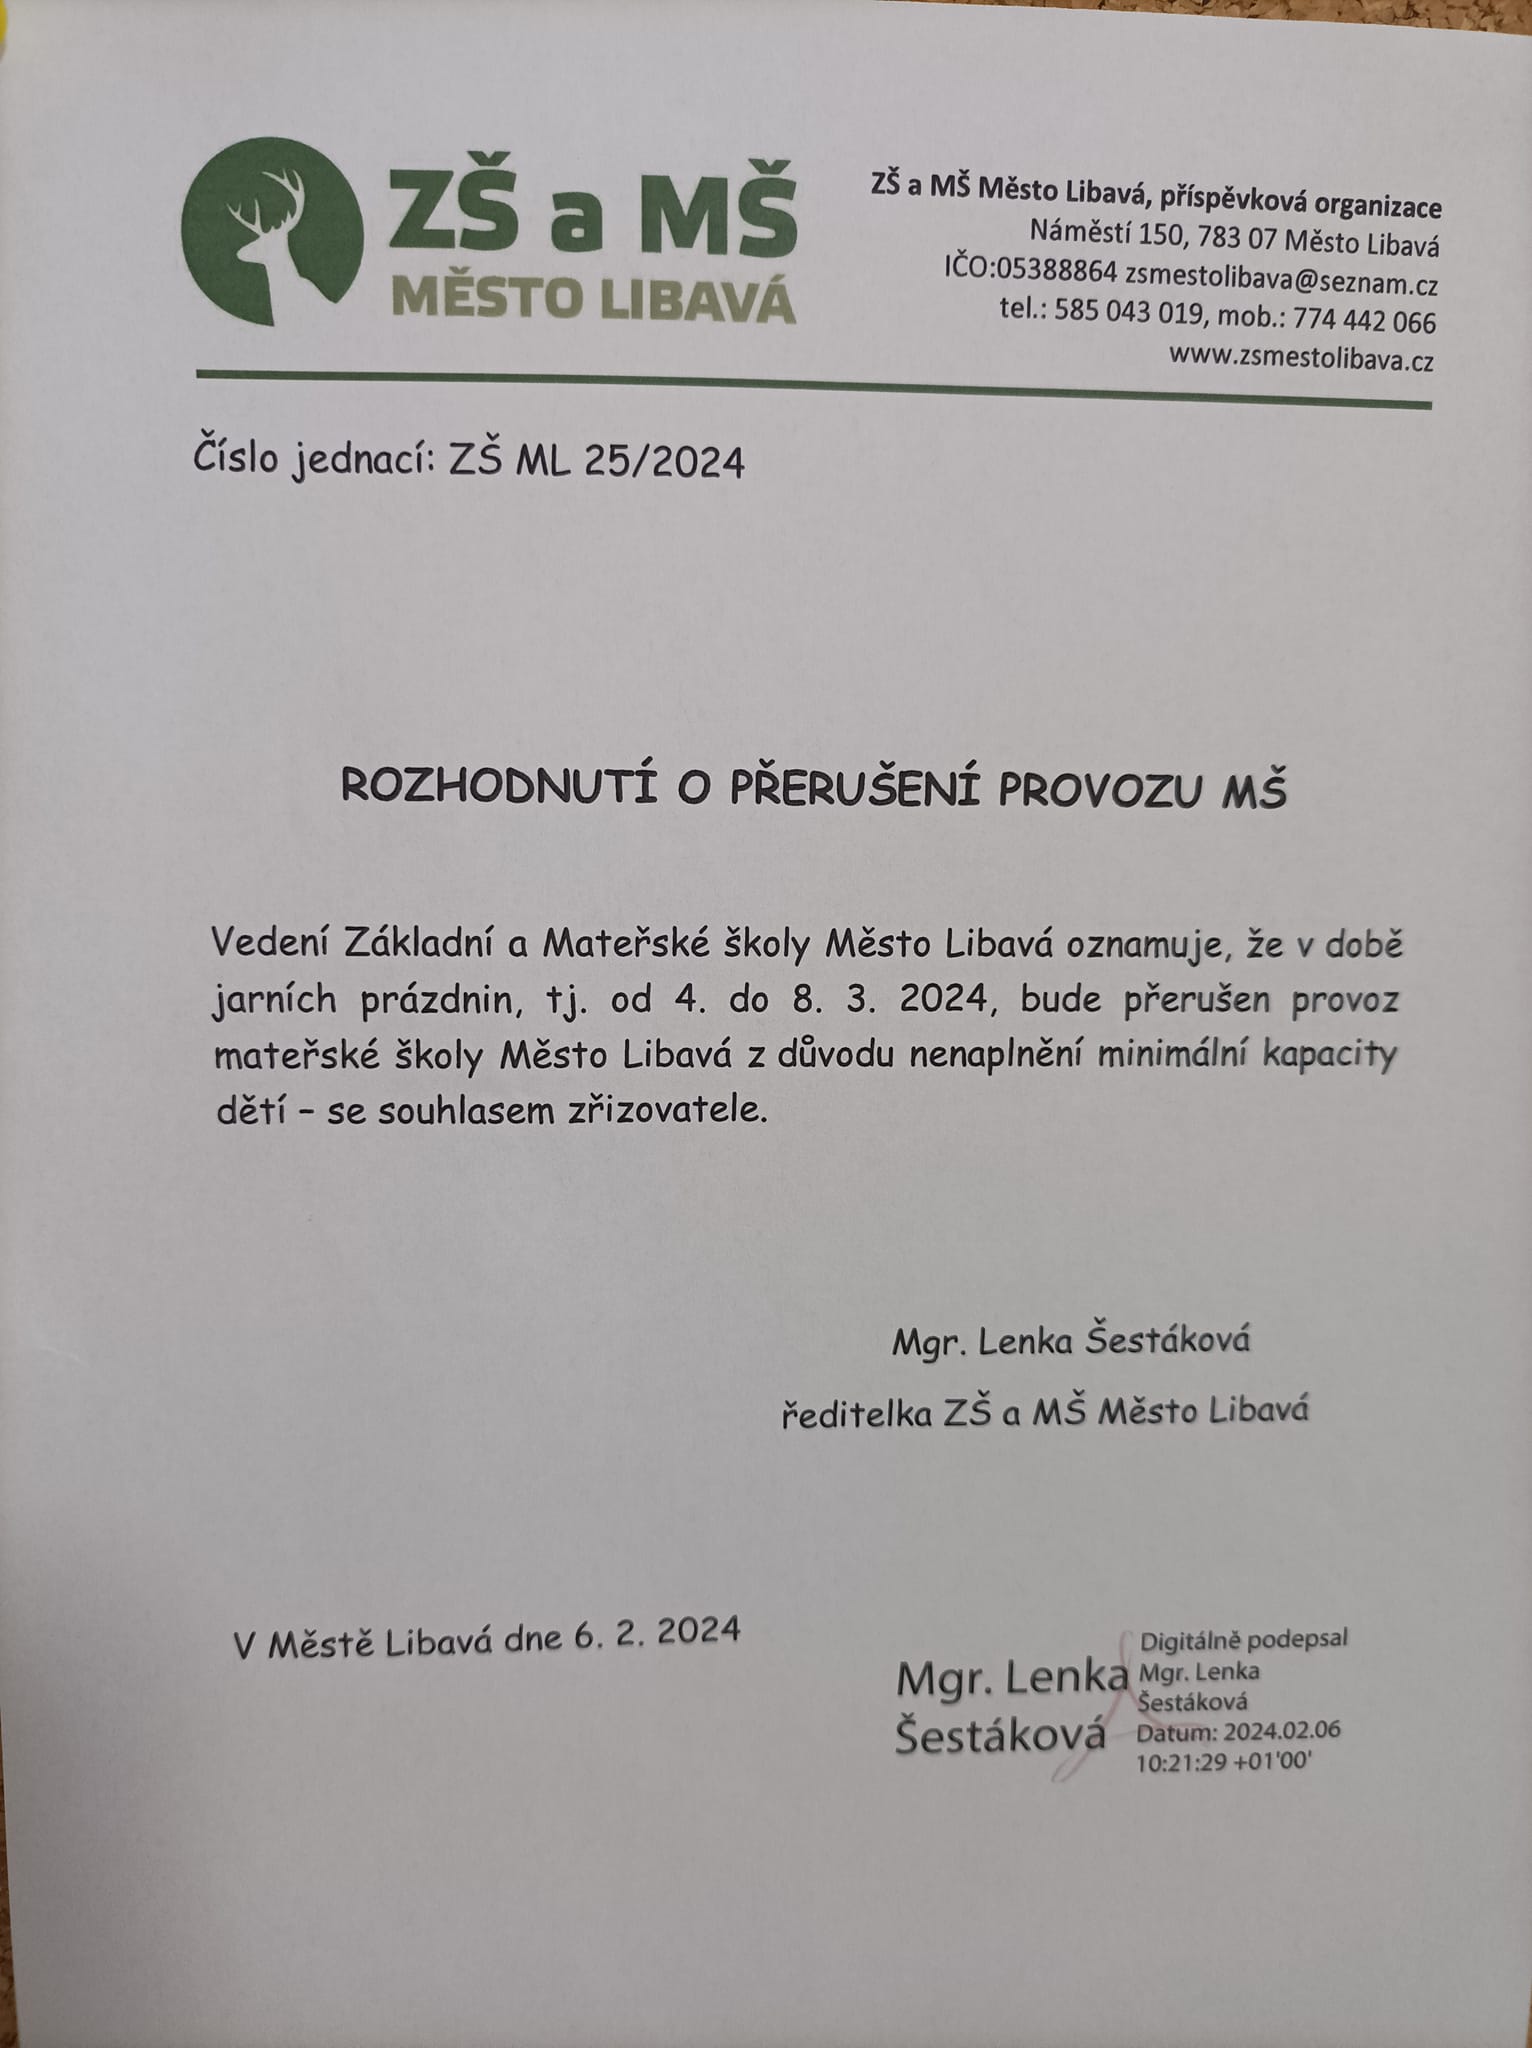 ZŠ a MŠ
MĚSTO LIBAVÁ
ZŠ a MŠ Město Libavá, příspěvková organizace
Náměstí 150, 783 07 Město Libavá
IČO:05388864 zsmestolibava@seznam.cz
tel.: 585 043 019, mob.: 774 442 066
www.zsmestolibava.cz
Číslo jednací: ZŠ ML 25/2024
ROZHODNUTÍ O PŘERUŠENÍ PROVOZU MŠ
Vedení Základní a Mateřské školy Město Libavá oznamuje, že v době
jarních prázdnin, tj. od 4. do 8. 3. 2024, bude přerušen provoz
mateřské školy Město Libavá z důvodu nenaplnění minimální kapacity
dětí – se souhlasem zřizovatele.
Mgr. Lenka Šestáková
ředitelka ZŠ a MŠ Město Libavá
V Městě Libavá dne 6. 2. 2024
Mgr. Lenka
Šestáková
Digitálně podepsal
Mgr. Lenka
Šestáková
Datum: 2024.02.06
10:21:29 +01'00'